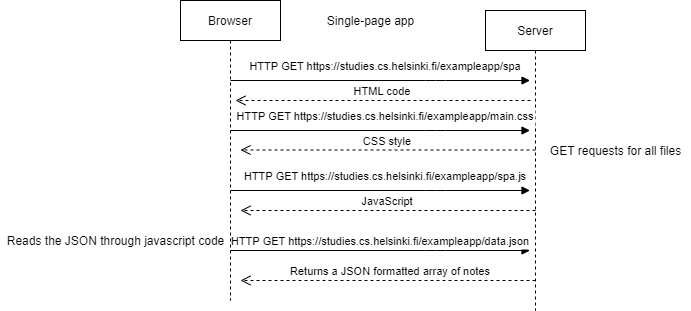 Browser
Single-page app
Server
HTTP GET https://studies.cs.helsinki.fi/exampleapp/spa
HTML code
HTTP GET https://studies.cs.helsinki.fi/exampleapp/main.css
CSS style
GET requests for all files
HTTP GET https://studies.cs.helsinki.fi/exampleapp/spa.js
JavaScript
Reads the JSON through javascript code
HTTP GET https://studies.cs.helsinki.fi/exampleapp/data.json
Returns a JSON formatted array of notes